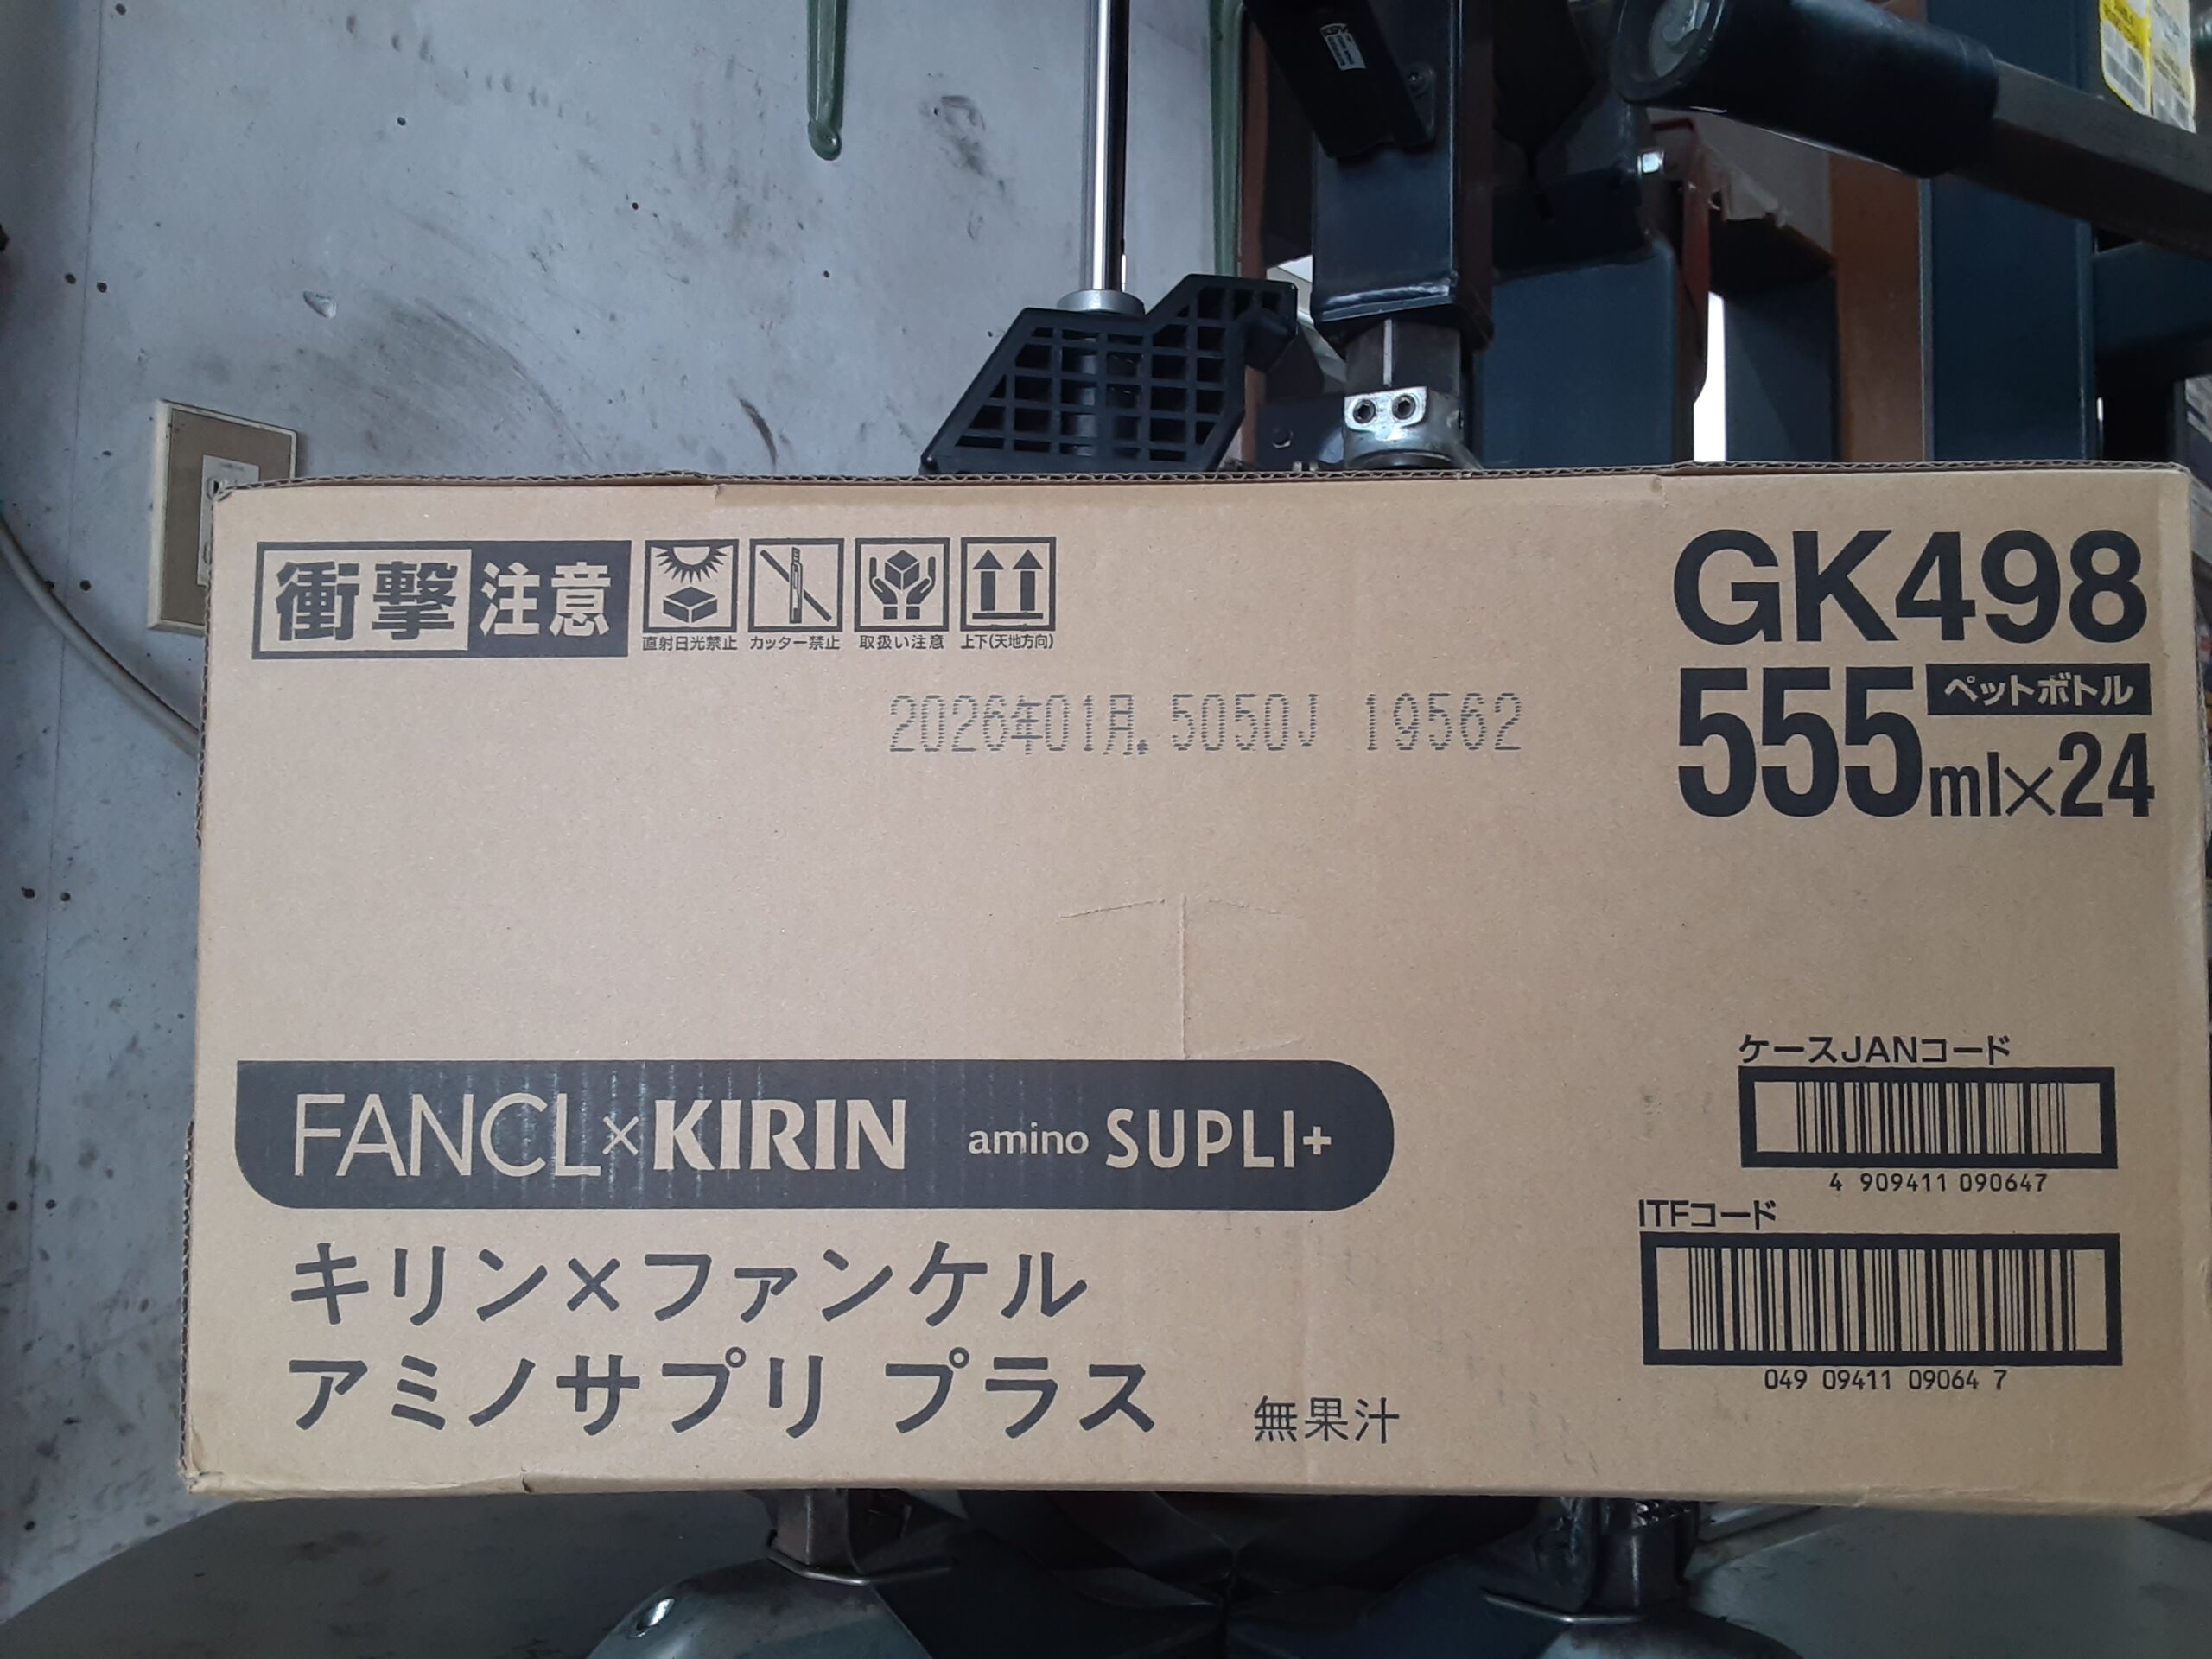 衝撃注意
直射日光禁止 カッター禁止 取扱い注意 上下(天地方向)
GK498
ペットボトル
555ml×24
2026年01月. 5050J 19562
FANCL×KIRIN amino SUPLI+
キリン×ファンケル
アミノサプリ プラス 無果汁
ケースJANコード
4 909411 090647
ITFコード
049 09411 09064 7